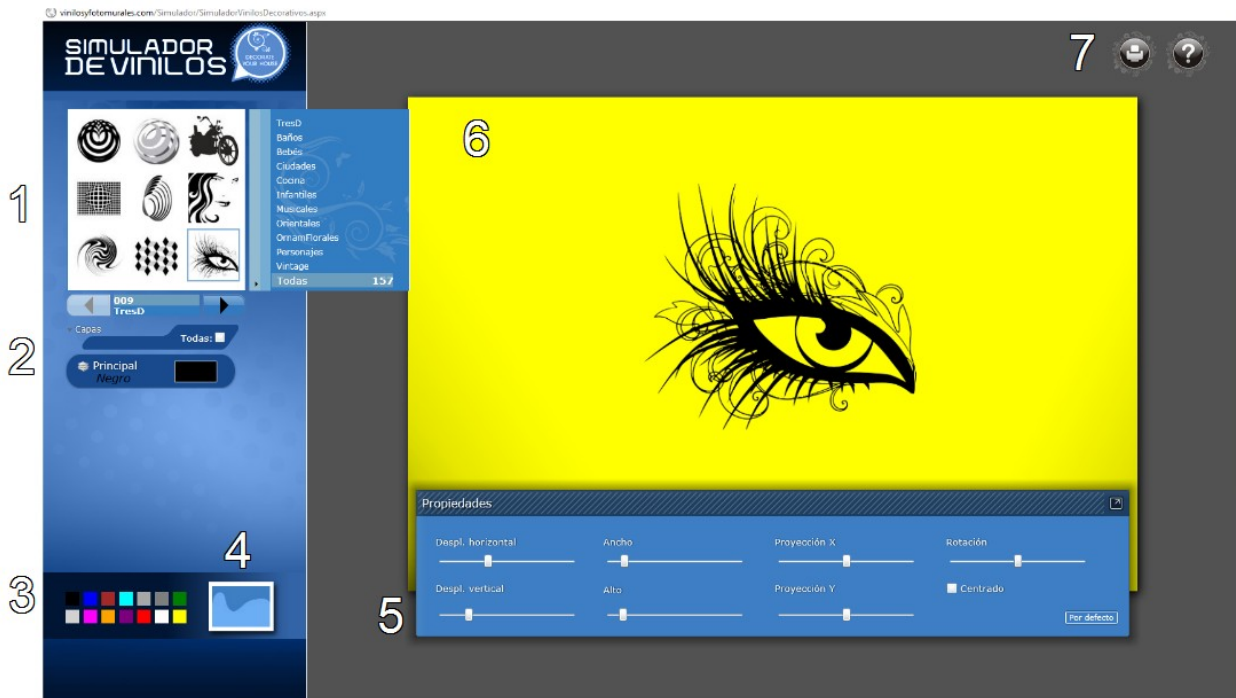 vinilosyfotomurales.com/Simulador/SimuladorVinilosDecorativos.aspx
SIMULADOR
DE VINILOS
DECORATE
YOUR HOUSE
7
?
6
1
TresD
Baños
Bebés
Ciudades
Cocina
Infantiles
Musicales
Orientales
OrnamFlorales
Personajes
Vintage
Todas 157
009
TresD
2
Capas
Todas:
Principal
Negro
3
4
5
Propiedades
Despl. horizontal Ancho Proyección X Rotación
Despl. vertical Alto Proyección Y Centrado
Por defecto